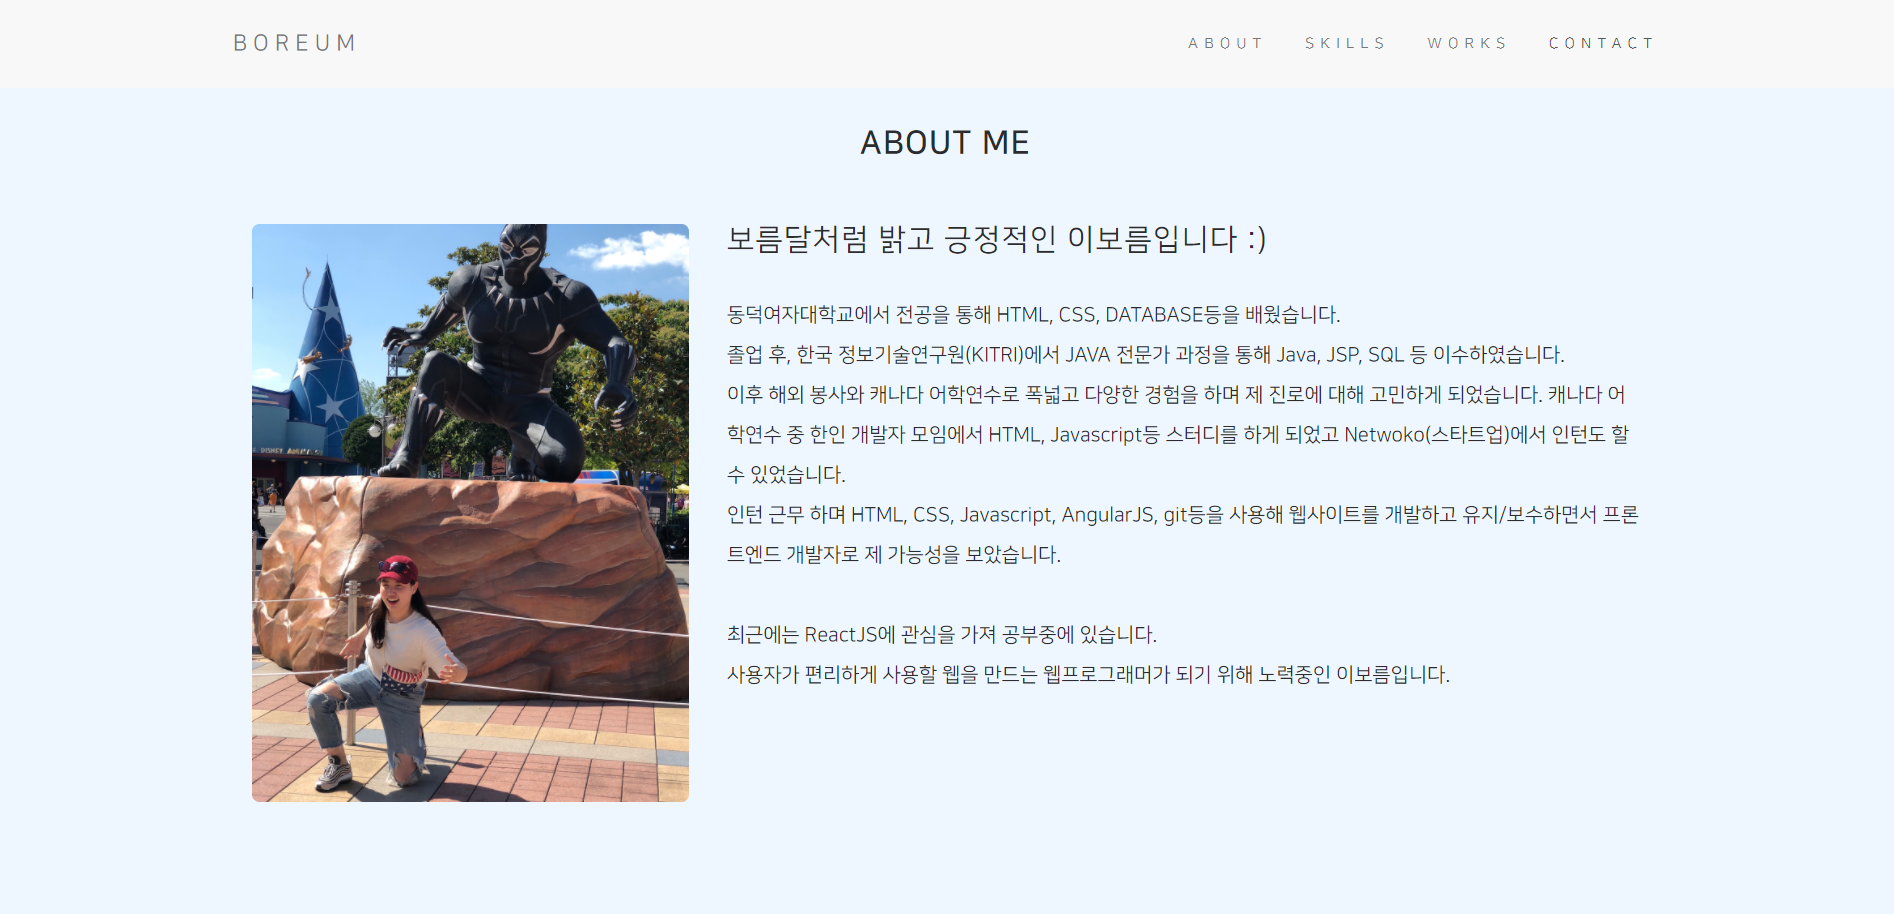 BOREUM
ABOUT SKILLS WORKS CONTACT
ABOUT ME
보름달처럼 밝고 긍정적인 이보름입니다 :)
동덕여자대학교에서 전공을 통해 HTML, CSS, DATABASE등을 배웠습니다.
졸업 후, 한국 정보기술연구원(KITRI)에서 JAVA 전문가 과정을 통해 Java, JSP, SQL 등 이수하였습니다.
이후 해외 봉사와 캐나다 어학연수로 폭넓고 다양한 경험을 하며 제 진로에 대해 고민하게 되었습니다. 캐나다 어
학연수 중 한인 개발자 모임에서 HTML, Javascript등 스터디를 하게 되었고 Netwoko(스타트업)에서 인턴도 할
수 있었습니다.
인턴 근무 하며 HTML, CSS, Javascript, AngularJS, git등을 사용해 웹사이트를 개발하고 유지/보수하면서 프론
트엔드 개발자로 제 가능성을 보았습니다.
최근에는 ReactJS에 관심을 가져 공부중에 있습니다.
사용자가 편리하게 사용할 웹을 만드는 웹프로그래머가 되기 위해 노력중인 이보름입니다.
DISNEY